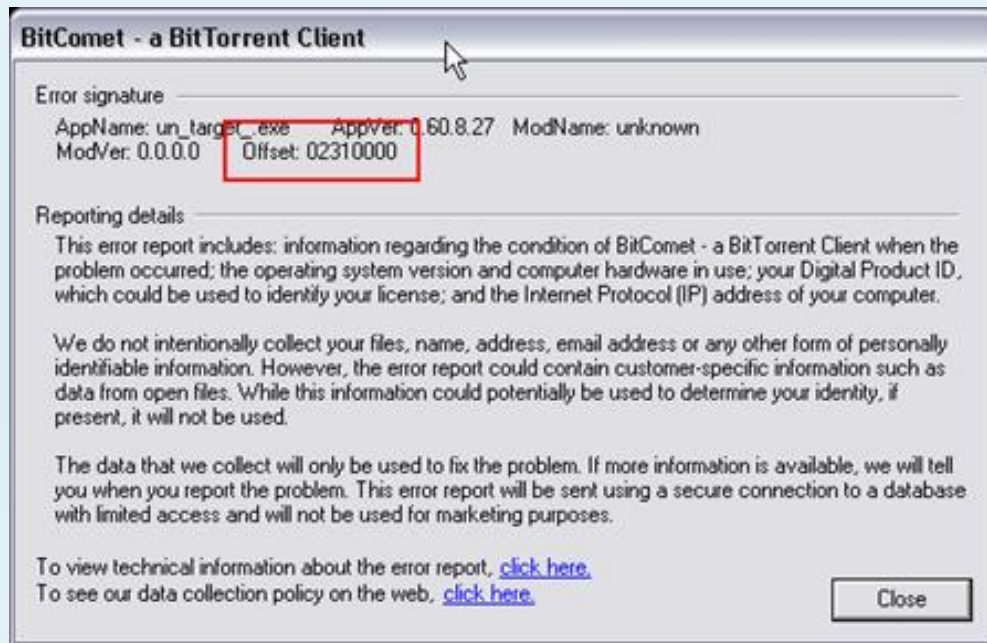 BitComet - a BitTorrent Client
Error signature
AppName: un_target_.exe AppVer: 0.60.8.27 ModName: unknown
ModVer: 0.0.0.0 Offset: 02310000
Reporting details
This error report includes: information regarding the condition of BitComet - a BitTorrent Client when the
problem occurred; the operating system version and computer hardware in use; your Digital Product ID,
which could be used to identify your license; and the Internet Protocol (IP) address of your computer.
We do not intentionally collect your files, name, address, email address or any other form of personally
identifiable information. However, the error report could contain customer-specific information such as
data from open files. While this information could potentially be used to determine your identity, if
present, it will not be used.
The data that we collect will only be used to fix the problem. If more information is available, we will tell
you when you report the problem. This error report will be sent using a secure connection to a database
with limited access and will not be used for marketing purposes.
To view technical information about the error report, click here.
To see our data collection policy on the web, click here.
Close